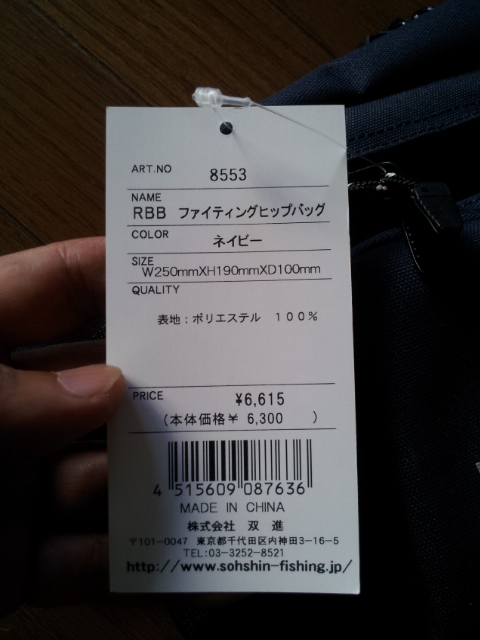 ART.NO 8553
NAME
RBB ファイティングヒップバッグ
COLOR ネイビー
SIZE
W250mmXH190mmXD100mm
QUALITY
表地:ポリエステル 100%
PRICE ¥6,615
(本体価格¥ 6,300 )
4 515609 087636
MADE IN CHINA
株式会社 双進
〒101-0047 東京都千代田区内神田3-16-5
TEL:03-3252-8521
http://www.sohshin-fishing.jp/